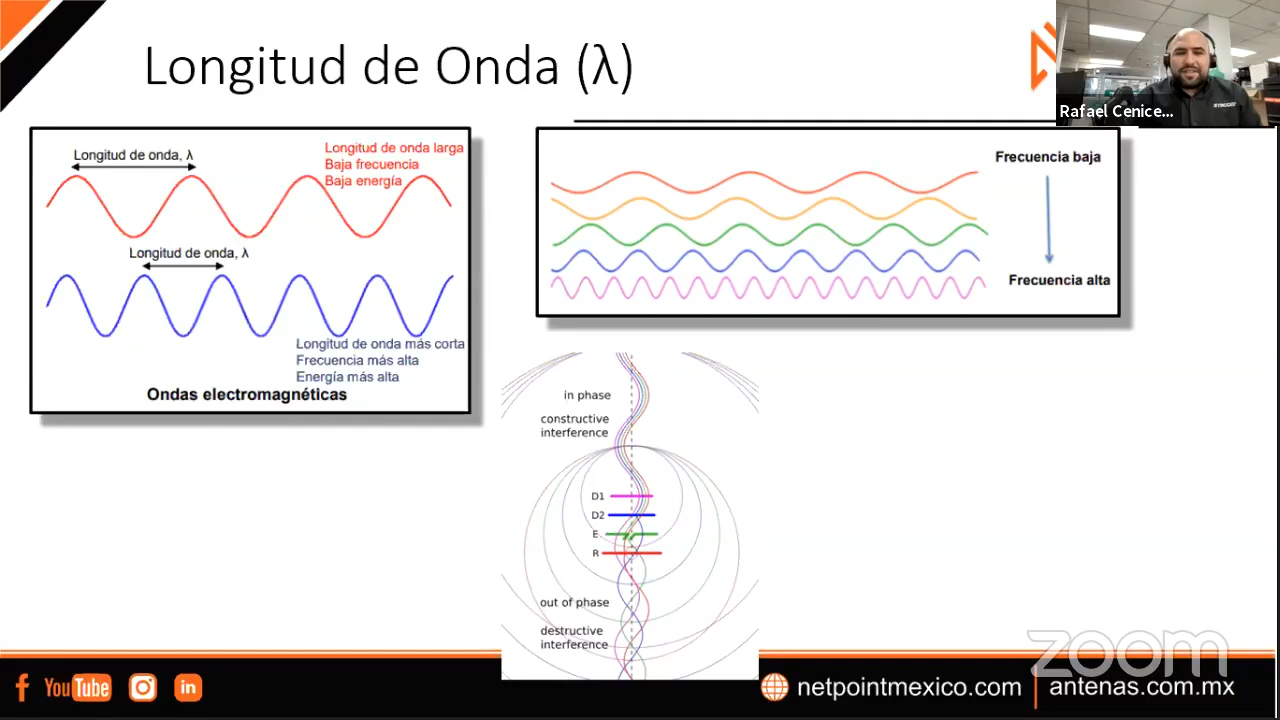 Longitud de Onda (λ)
Rafael Cenice...
Longitud de onda, λ
Longitud de onda larga
Baja frecuencia
Baja energía
Longitud de onda, λ
Longitud de onda más corta
Frecuencia más alta
Energía más alta
Ondas electromagnéticas
Frecuencia baja
Frecuencia alta
in phase
constructive
interference
D1
D2
E
R
out of phase
destructive
interference
zoom
YouTube
in
netpointmexico.com
antenas.com.mx